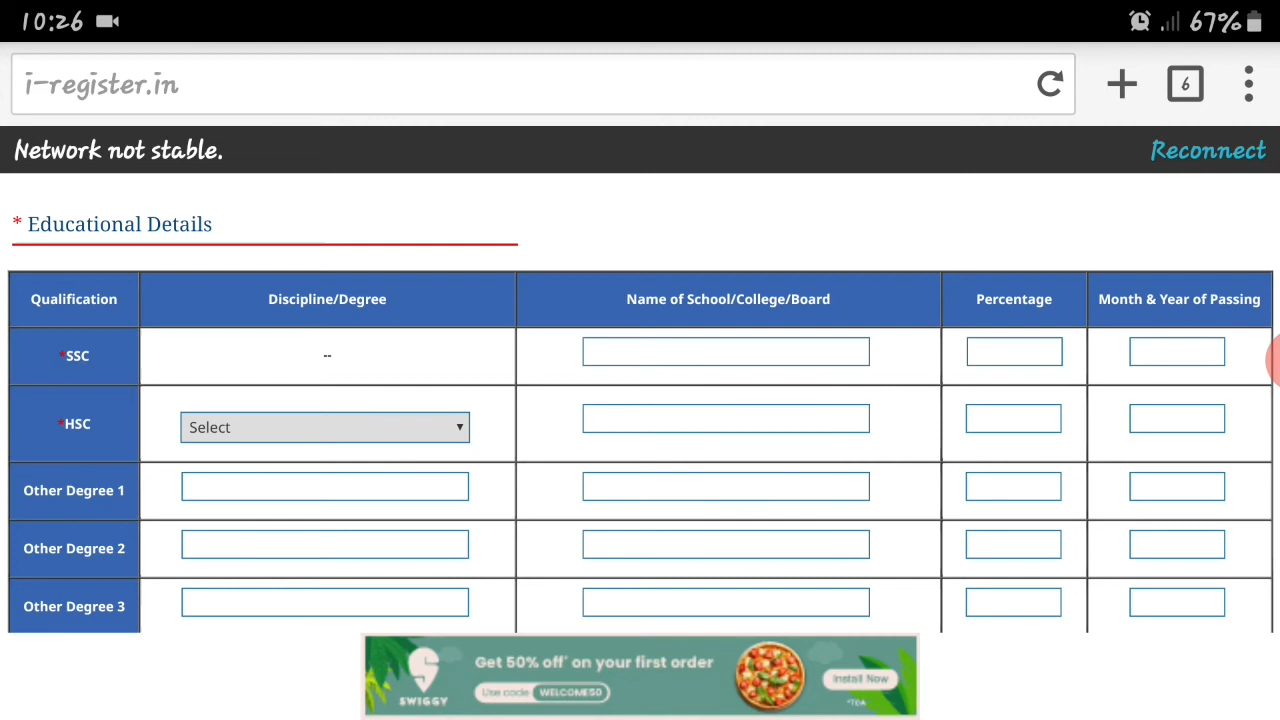 10:26 67%
i-register.in 6
Network not stable. Reconnect
* Educational Details
Qualification Discipline/Degree Name of School/College/Board Percentage Month & Year of Passing
*SSC --
*HSC Select
Other Degree 1
Other Degree 2
Other Degree 3
Get 50% off* on your first order
Use code WELCOME50
SWIGGY
Install Now
*T&A